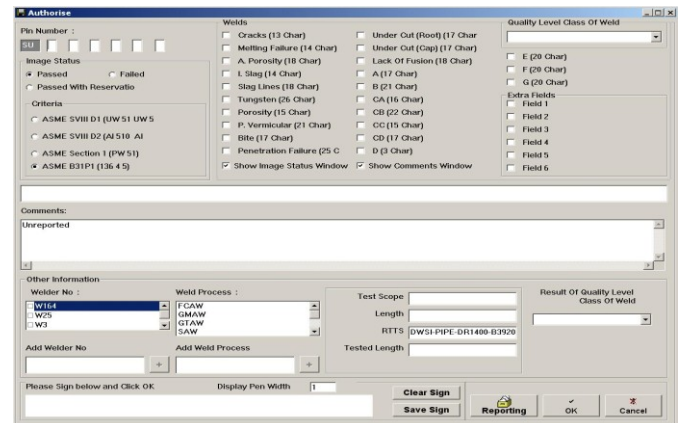 Authorise
Pin Number :
SU
Image Status
Passed
Failed
Passed With Reservatio
Criteria
ASME SVIII D1 (UW 51 UW 5
ASME SVIII D2 (AI 510 AI
ASME Section 1 (PW 51)
ASME B31P1 (136 4 5)
Welds
Cracks (13 Char)
Melting Failure (14 Char)
A. Porosity (18 Char)
I. Slag (14 Char)
Slag Lines (18 Char)
Tungsten (26 Char)
Porosity (15 Char)
P. Vermicular (21 Char)
Bite (17 Char)
Penetration Failure (25 C
Show Image Status Window
Under Cut (Root) (17 Char
Under Cut (Cap) (17 Char)
Lack Of Fusion (18 Char)
A (17 Char)
B (21 Char)
CA (16 Char)
CB (22 Char)
CC (15 Char)
CD (17 Char)
D (3 Char)
Show Comments Window
Quality Level Class Of Weld
E (20 Char)
F (20 Char)
G (20 Char)
Extra Fields
Field 1
Field 2
Field 3
Field 4
Field 5
Field 6
Comments:
Unreported
Other Information
Welder No :
W164
W25
W3
Add Welder No
+
Weld Process :
FCAW
GMAW
GTAW
SAW
Add Weld Process
+
Test Scope
Length
RTTS DWSI-PIPE-DR1400-B3920
Tested Length
Result Of Quality Level
Class Of Weld
Please Sign below and Click OK
Display Pen Width 1
Clear Sign
Save Sign
Reporting
OK
Cancel